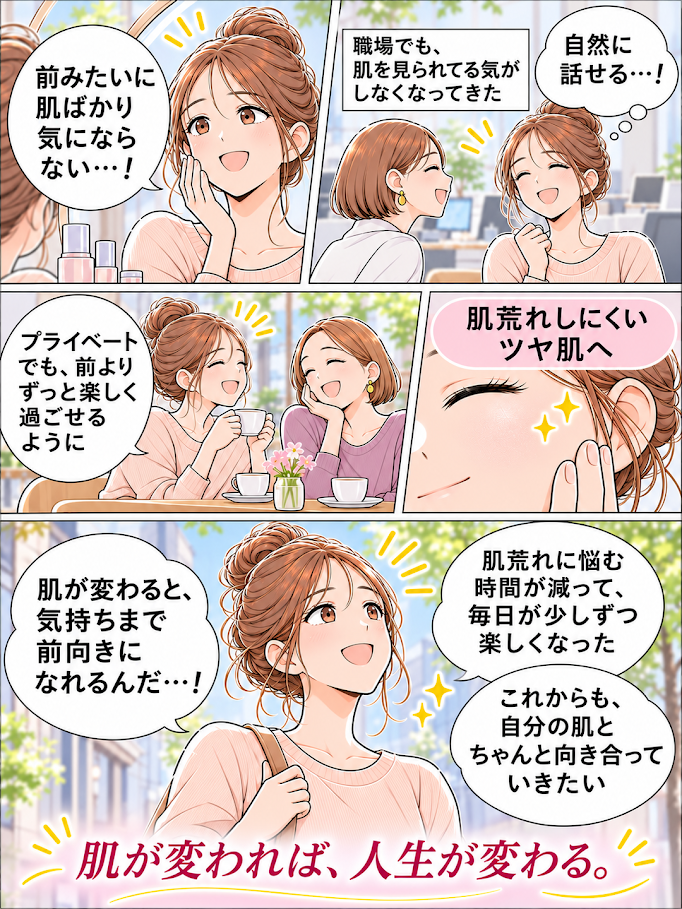 前みたいに
肌ばかり
気になら
ない…!
職場でも、
肌を見られてる気が
しなくなってきた
自然に
話せる…!
プライベート
でも、前より
ずっと楽しく
過ごせる
ように
肌荒れしにくい
ツヤ肌へ
肌が変わると、
気持ちまで
前向きに
なれるんだ…!
肌荒れに悩む
時間が減って、
毎日が少しずつ
楽しくなった
これからも、
自分の肌と
ちゃんと向き合って
いきたい
肌が変われば、人生が変わる。